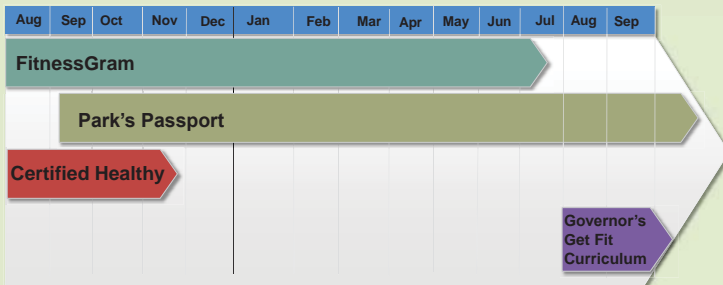 Aug Sep Oct Nov Dec Jan Feb Mar Apr May Jun Jul Aug Sep
FitnessGram
Park's Passport
Certified Healthy
Governor's
Get Fit
Curriculum